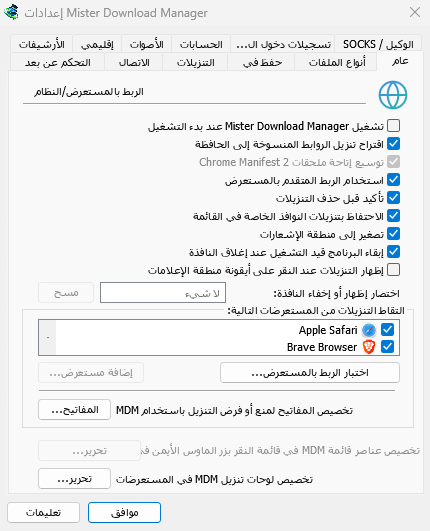 إعدادات Mister Download Manager
الوكيل / SOCKS تسجيلات دخول ال... الحسابات الأصوات إقليمي الأرشيفات
عام أنواع الملفات حفظ في التنزيلات الاتصال التحكم عن بعد
الربط بالمستعرض/النظام
تشغيل Mister Download Manager عند بدء التشغيل
اقتراح تنزيل الروابط المنسوخة إلى الحافظة
توسيع إتاحة ملحقات Chrome Manifest 2
استخدام الربط المتقدم بالمستعرض
تأكيد قبل حذف التنزيلات
الاحتفاظ بتنزيلات النوافذ الخاصة في القائمة
تصغير إلى منطقة الإشعارات
إبقاء البرنامج قيد التشغيل عند إغلاق النافذة
إظهار التنزيلات عند النقر على أيقونة منطقة الإعلامات
اختصار إظهار أو إخفاء النافذة: لا شيء مسح
التقاط التنزيلات من المستعرضات التالية:
Apple Safari
Brave Browser
اختبار الربط بالمستعرض... إضافة مستعرض...
تخصيص المفاتيح لمنع أو فرض التنزيل باستخدام MDM المفاتيح...
تخصيص عناصر قائمة MDM في قائمة النقر بزر الماوس الأيمن في تحرير...
تخصيص لوحات تنزيل MDM في المستعرضات تحرير...
موافق تعليمات